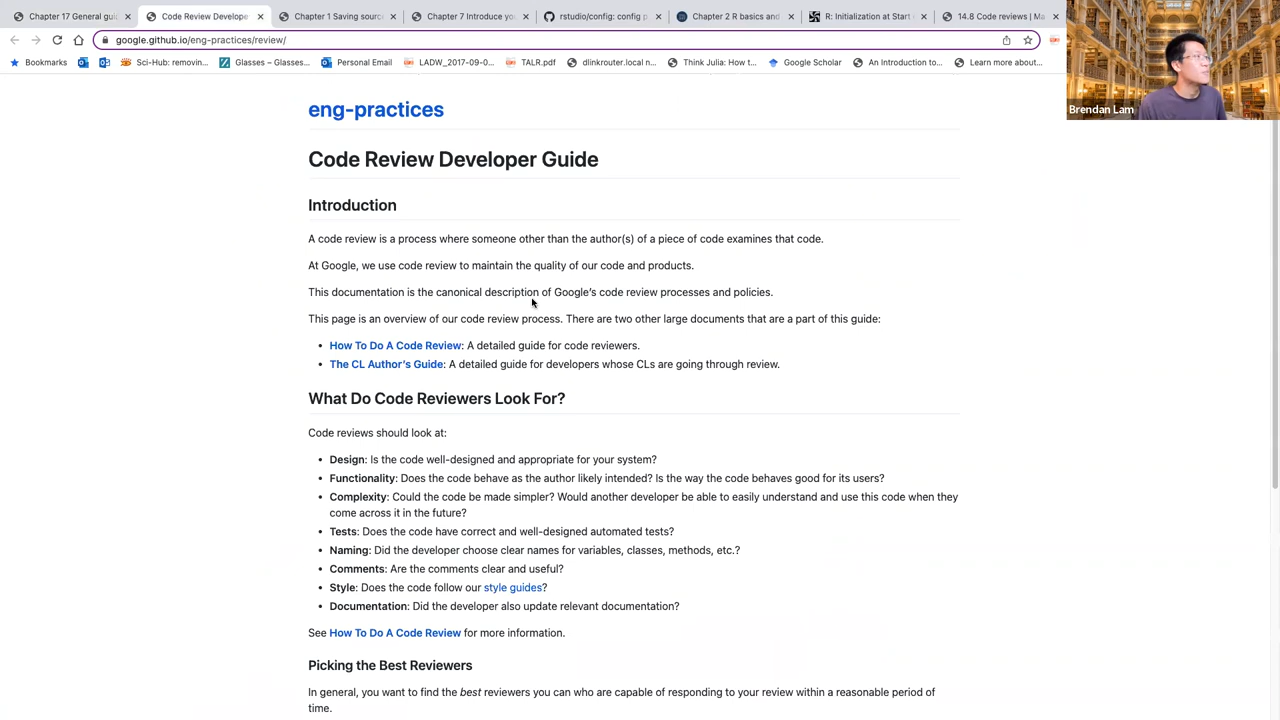 Chapter 17 General gui
Code Review Develope
Chapter 1 Saving sourc
Chapter 7 Introduce yo
rstudio/config: config p
Chapter 2 R basics and
R: Initialization at Start
14.8 Code reviews | Ma
google.github.io/eng-practices/review/
Bookmarks
Sci-Hub: removin...
Glasses – Glasses...
Personal Email
LADW_2017-09-0...
TALR.pdf
dlinkrouter.local n...
Think Julia: How t...
Google Scholar
An Introduction to...
Learn more about...
Brendan Lam
eng-practices
Code Review Developer Guide
Introduction
A code review is a process where someone other than the author(s) of a piece of code examines that code.
At Google, we use code review to maintain the quality of our code and products.
This documentation is the canonical description of Google's code review processes and policies.
This page is an overview of our code review process. There are two other large documents that are a part of this guide:
• How To Do A Code Review: A detailed guide for code reviewers.
• The CL Author's Guide: A detailed guide for developers whose CLs are going through review.
What Do Code Reviewers Look For?
Code reviews should look at:
• Design: Is the code well-designed and appropriate for your system?
• Functionality: Does the code behave as the author likely intended? Is the way the code behaves good for its users?
• Complexity: Could the code be made simpler? Would another developer be able to easily understand and use this code when they
come across it in the future?
• Tests: Does the code have correct and well-designed automated tests?
• Naming: Did the developer choose clear names for variables, classes, methods, etc.?
• Comments: Are the comments clear and useful?
• Style: Does the code follow our style guides?
• Documentation: Did the developer also update relevant documentation?
See How To Do A Code Review for more information.
Picking the Best Reviewers
In general, you want to find the best reviewers you can who are capable of responding to your review within a reasonable period of
time.